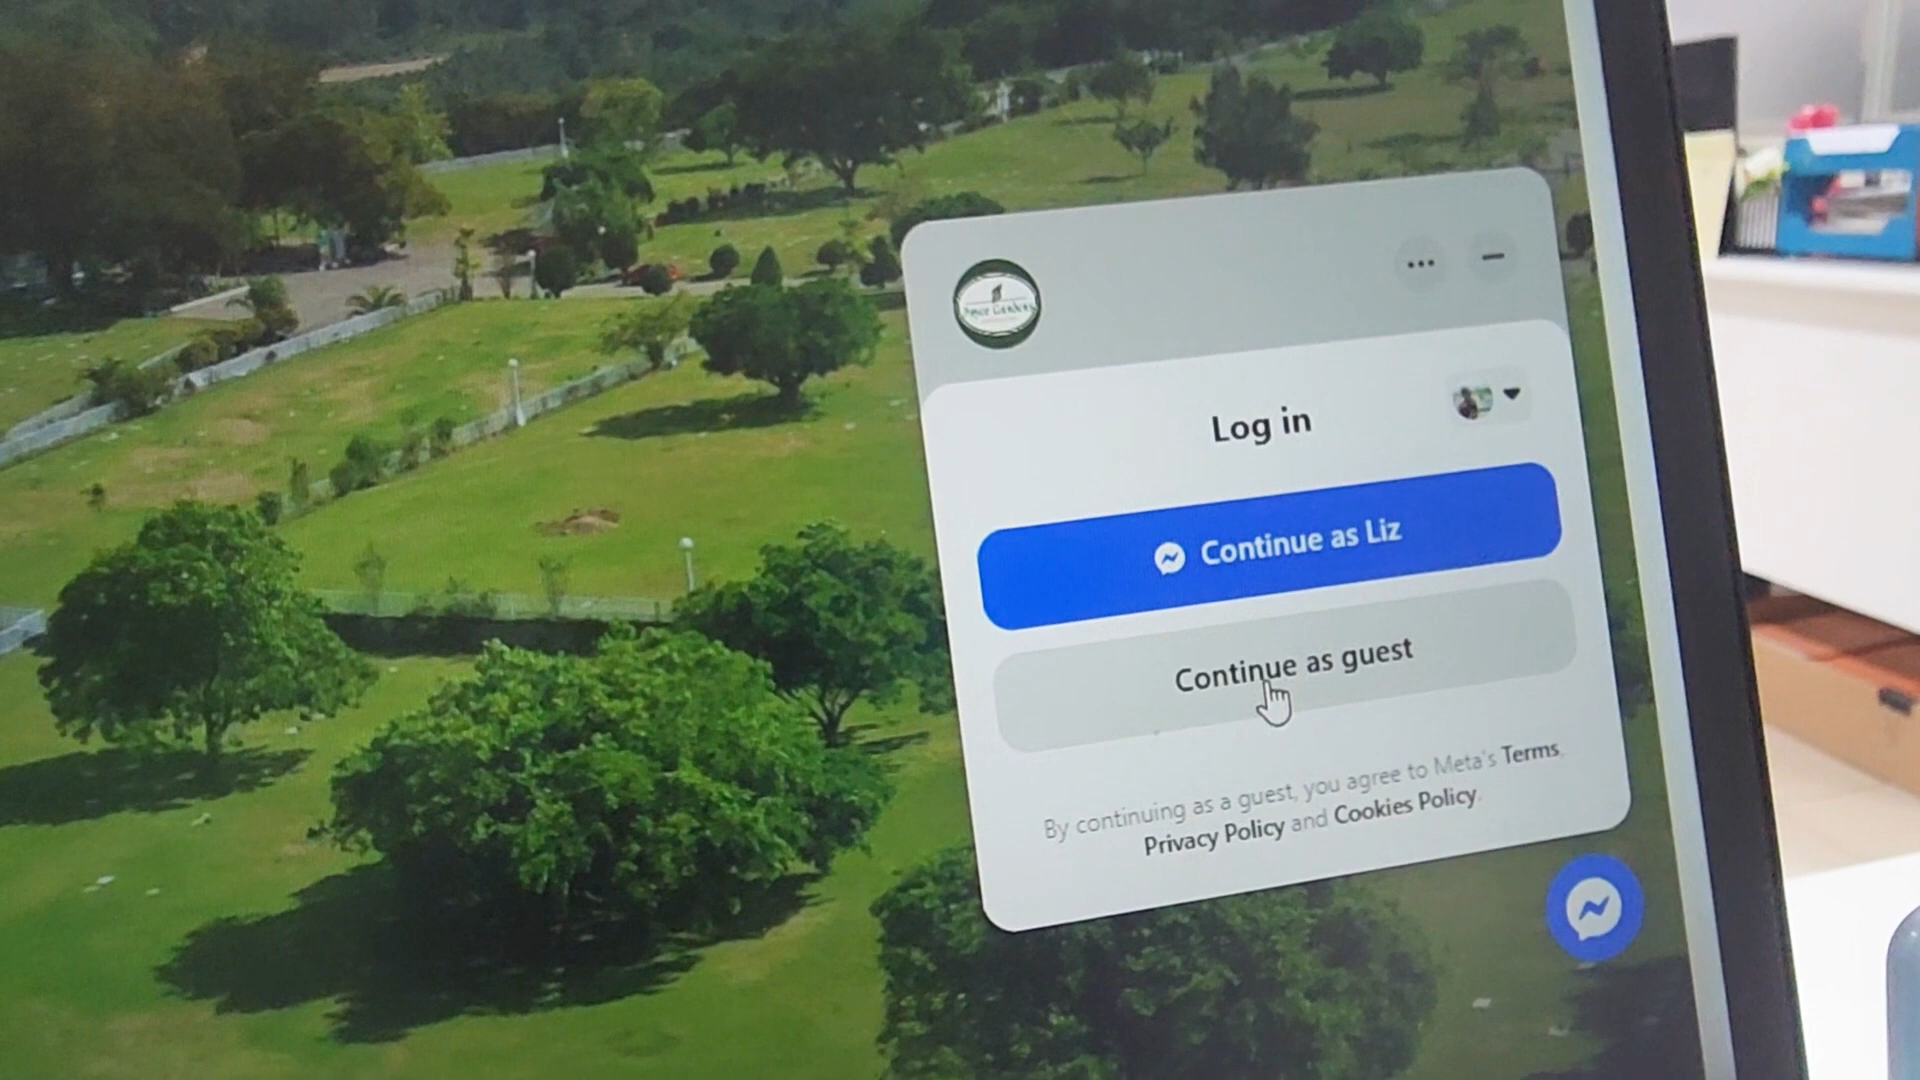 Log in
Continue as Liz
Continue as guest
By continuing as a guest, you agree to Meta's Terms,
Privacy Policy and Cookies Policy.